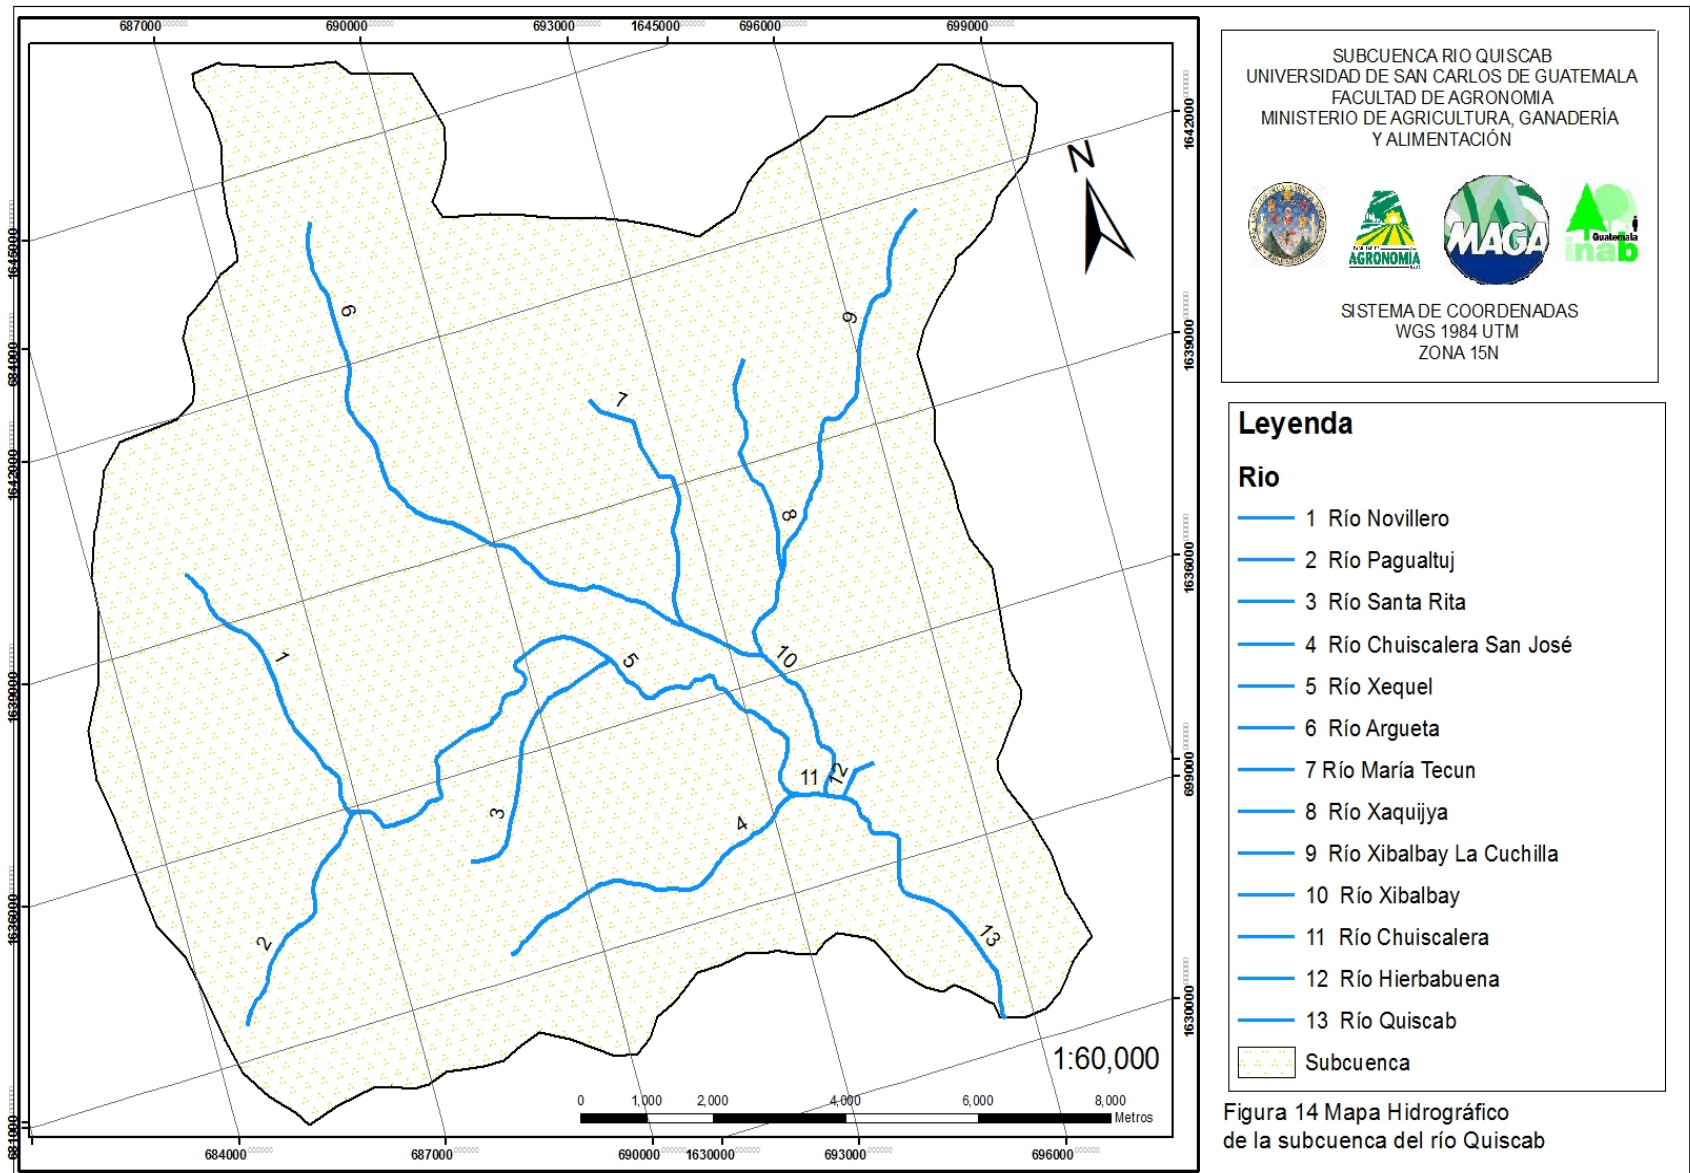 687000
690000
693000
1645000
696000
699000
1645000
684000
1642000
1639000
1636000
681000
1642000
1639000
1636000
699000
1630000
684000
687000
690000
1630000
693000
696000
N
6
9
7
8
1
5
10
11
12
3
4
2
13
1:60,000
0 1,000 2,000 4,000 6,000 8,000
Metros
SUBCUENCA RIO QUISCAB
UNIVERSIDAD DE SAN CARLOS DE GUATEMALA
FACULTAD DE AGRONOMIA
MINISTERIO DE AGRICULTURA, GANADERÍA
Y ALIMENTACIÓN
AGRONOMIA
MAGA
Guatemala
inab
SISTEMA DE COORDENADAS
WGS 1984 UTM
ZONA 15N
Leyenda
Rio
1 Río Novillero
2 Río Pagualtuj
3 Río Santa Rita
4 Río Chuiscalera San José
5 Río Xequel
6 Río Argueta
7 Río María Tecun
8 Río Xaquijya
9 Río Xibalbay La Cuchilla
10 Río Xibalbay
11 Río Chuiscalera
12 Río Hierbabuena
13 Río Quiscab
Subcuenca
Figura 14 Mapa Hidrográfico
de la subcuenca del río Quiscab